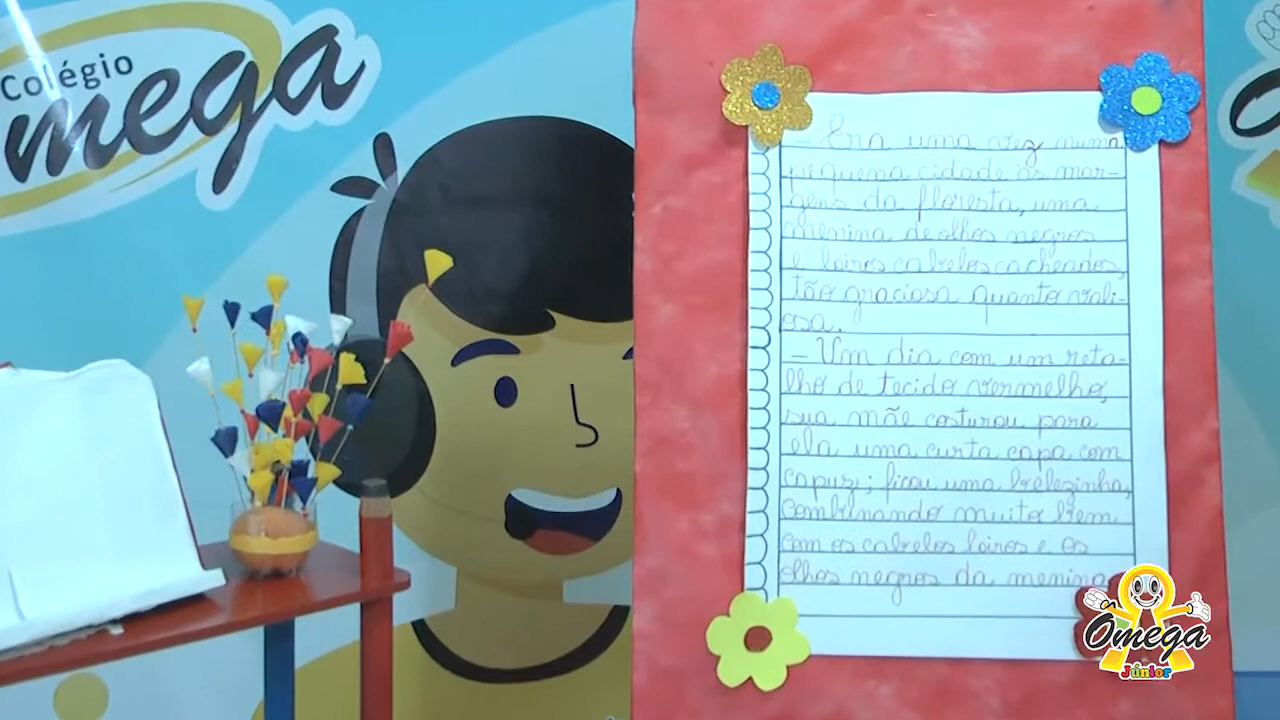 Colégio
Omega
- Era uma vez numa
pequena cidade às mar-
gens da floresta, uma
menina de olhos negros
e loiros cabelos cacheados,
tão graciosa quanto vali-
osa.
- Um dia com um reta-
lho de tecido vermelho,
sua mãe costurou para
ela uma curta capa com
capuz; ficou uma belezinha,
combinando muito bem
com os cabelos loiros e os
olhos negros da menina
Ômega
Júnior